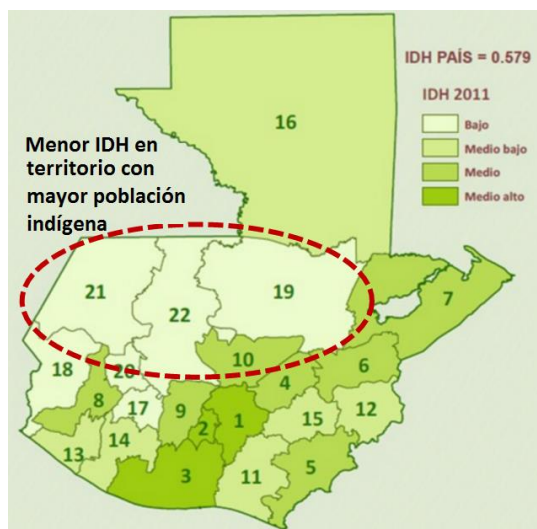 IDH PAÍS = 0.579
IDH 2011
Bajo
Medio bajo
Medio
Medio alto
16
Menor IDH en
territorio con
mayor población
indígena
21
22
19
7
18
20
10
6
8
17
9
4
12
2
1
15
14
13
3
11
5